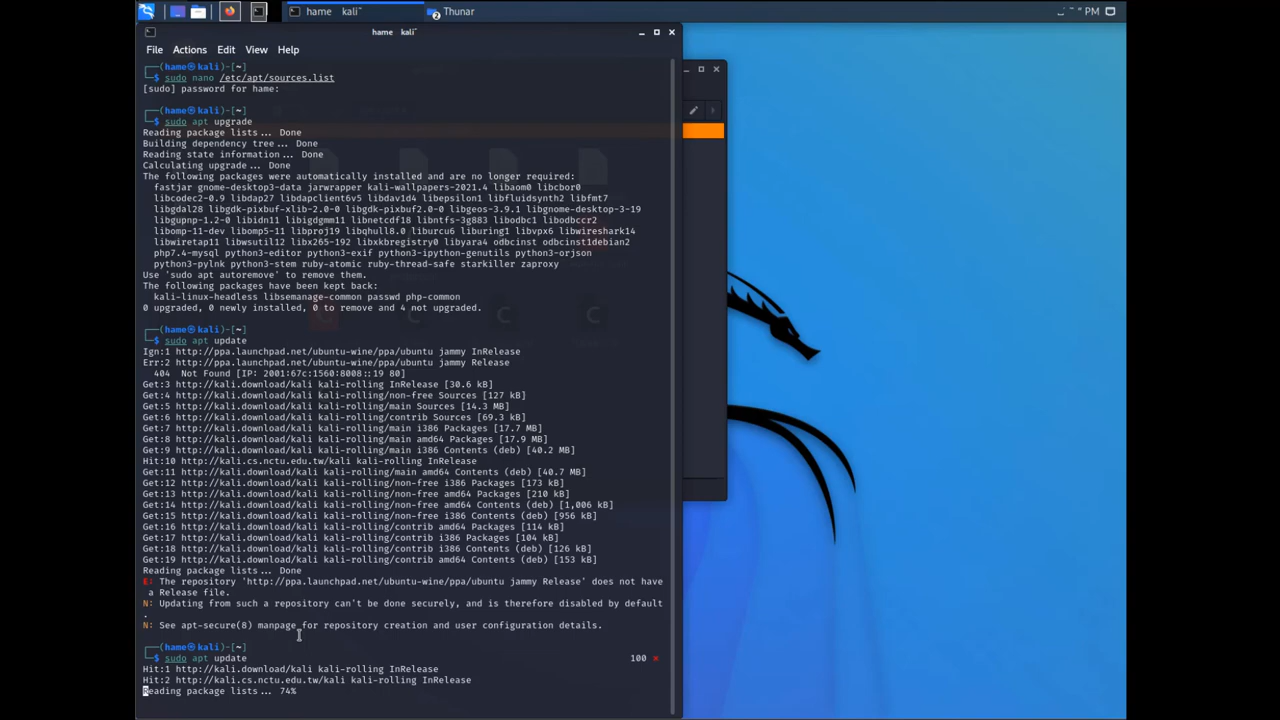 hame kali~
Thunar
PM
hame kali~
File Actions Edit View Help
┌──(hame㉿kali)-[~]
└─$ sudo nano /etc/apt/sources.list
[sudo] password for hame:
┌──(hame㉿kali)-[~]
└─$ sudo apt upgrade
Reading package lists... Done
Building dependency tree... Done
Reading state information... Done
Calculating upgrade... Done
The following packages were automatically installed and are no longer required:
fastjar gnome-desktop3-data jarwrapper kali-wallpapers-2021.4 libaom0 libcbor0
libcodec2-0.9 libdap27 libdapclient6v5 libdav1d4 libepsilon1 libfluidsynth2 libfmt7
libgdal28 libgdk-pixbuf-xlib-2.0-0 libgdk-pixbuf2.0-0 libgeos-3.9.1 libgnome-desktop-3-19
libgupnp-1.2-0 libidn11 libigdgmm11 libnetcdf18 libntfs-3g883 libodbc1 libodbccr2
libomp-11-dev libomp5-11 libproj19 libqhull8.0 liburcu6 liburing1 libvpx6 libwireshark14
libwiretap11 libwsutil12 libx265-192 libxkbregistry0 libyara4 odbcinst odbcinst1debian2
php7.4-mysql python3-editor python3-exif python3-ipython-genutils python3-orjson
python3-pylnk python3-stem ruby-atomic ruby-thread-safe starkiller zaproxy
Use 'sudo apt autoremove' to remove them.
The following packages have been kept back:
kali-linux-headless libsemanage-common passwd php-common
0 upgraded, 0 newly installed, 0 to remove and 4 not upgraded.
┌──(hame㉿kali)-[~]
└─$ sudo apt update
Ign:1 http://ppa.launchpad.net/ubuntu-wine/ppa/ubuntu jammy InRelease
Err:2 http://ppa.launchpad.net/ubuntu-wine/ppa/ubuntu jammy Release
404 Not Found [IP: 2001:67c:1560:8008::19 80]
Get:3 http://kali.download/kali kali-rolling InRelease [30.6 kB]
Get:4 http://kali.download/kali kali-rolling/non-free Sources [127 kB]
Get:5 http://kali.download/kali kali-rolling/main Sources [14.3 MB]
Get:6 http://kali.download/kali kali-rolling/contrib Sources [69.3 kB]
Get:7 http://kali.download/kali kali-rolling/main i386 Packages [17.7 MB]
Get:8 http://kali.download/kali kali-rolling/main amd64 Packages [17.9 MB]
Get:9 http://kali.download/kali kali-rolling/main i386 Contents (deb) [40.2 MB]
Hit:10 http://kali.cs.nctu.edu.tw/kali kali-rolling InRelease
Get:11 http://kali.download/kali kali-rolling/main amd64 Contents (deb) [40.7 MB]
Get:12 http://kali.download/kali kali-rolling/non-free i386 Packages [173 kB]
Get:13 http://kali.download/kali kali-rolling/non-free amd64 Packages [210 kB]
Get:14 http://kali.download/kali kali-rolling/non-free amd64 Contents (deb) [1,006 kB]
Get:15 http://kali.download/kali kali-rolling/non-free i386 Contents (deb) [956 kB]
Get:16 http://kali.download/kali kali-rolling/contrib amd64 Packages [114 kB]
Get:17 http://kali.download/kali kali-rolling/contrib i386 Packages [104 kB]
Get:18 http://kali.download/kali kali-rolling/contrib i386 Contents (deb) [126 kB]
Get:19 http://kali.download/kali kali-rolling/contrib amd64 Contents (deb) [153 kB]
Reading package lists... Done
E: The repository 'http://ppa.launchpad.net/ubuntu-wine/ppa/ubuntu jammy Release' does not have
a Release file.
N: Updating from such a repository can't be done securely, and is therefore disabled by default
.
N: See apt-secure(8) manpage for repository creation and user configuration details.
┌──(hame㉿kali)-[~]
└─$ sudo apt update 100 ⨯
Hit:1 http://kali.download/kali kali-rolling InRelease
Hit:2 http://kali.cs.nctu.edu.tw/kali kali-rolling InRelease
Reading package lists... 74%